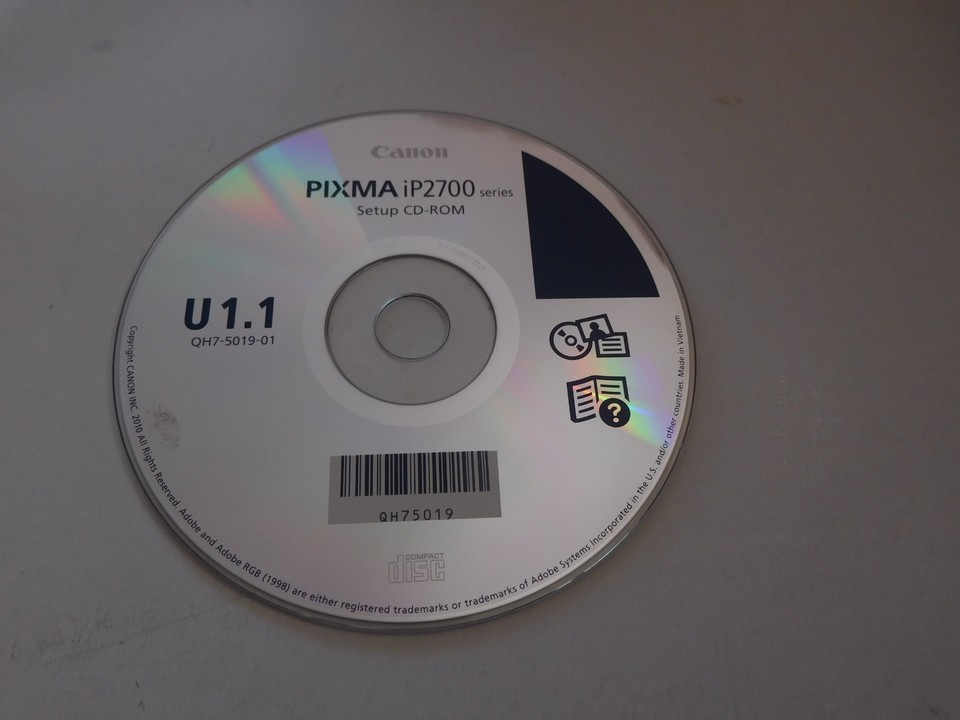 Canon
PIXMA iP2700 series
Setup CD-ROM
U 1.1
QH7-5019-01
?
QH75019
COMPACT
disc
Copyright CANON INC. 2010 All Rights Reserved. Adobe and Adobe RGB (1998) are either registered trademarks or trademarks of Adobe Systems Incorporated in the U.S. and/or other countries. Made in Vietnam